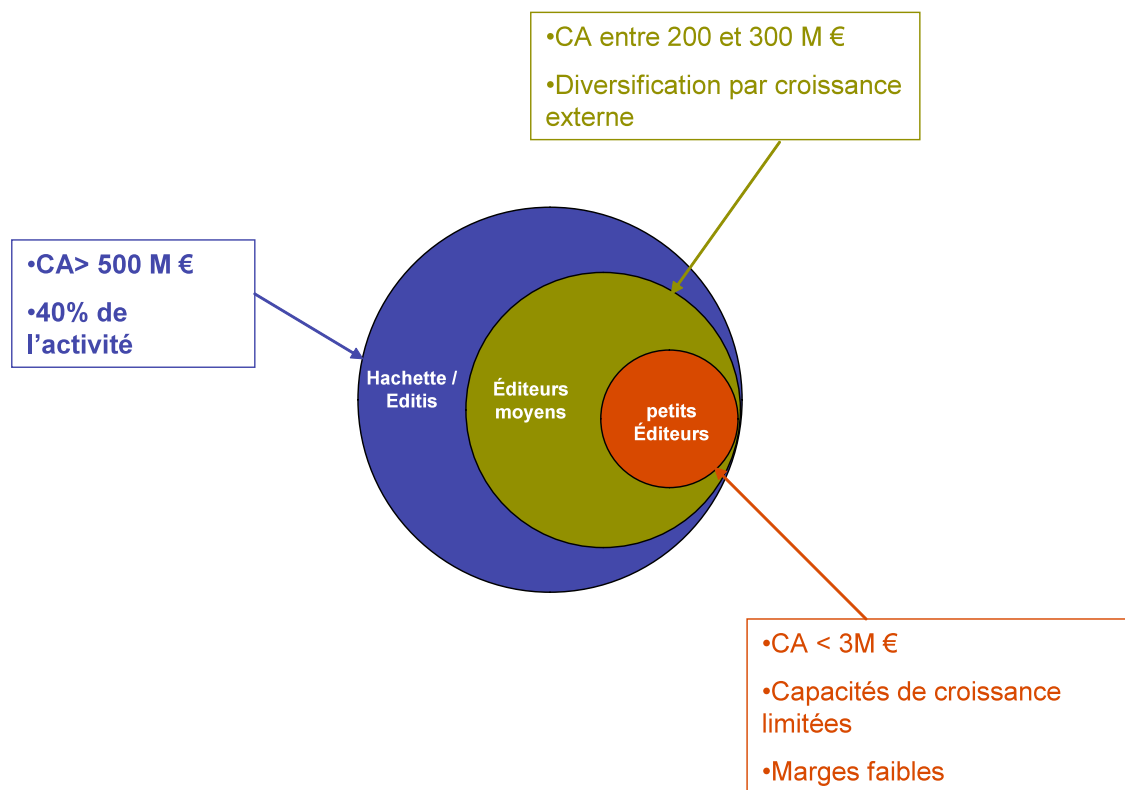 •CA entre 200 et 300 M €
•Diversification par croissance
externe
•CA> 500 M €
•40% de
l'activité
Hachette /
Editis
Éditeurs
moyens
petits
Éditeurs
•CA < 3M €
•Capacités de croissance
limitées
•Marges faibles